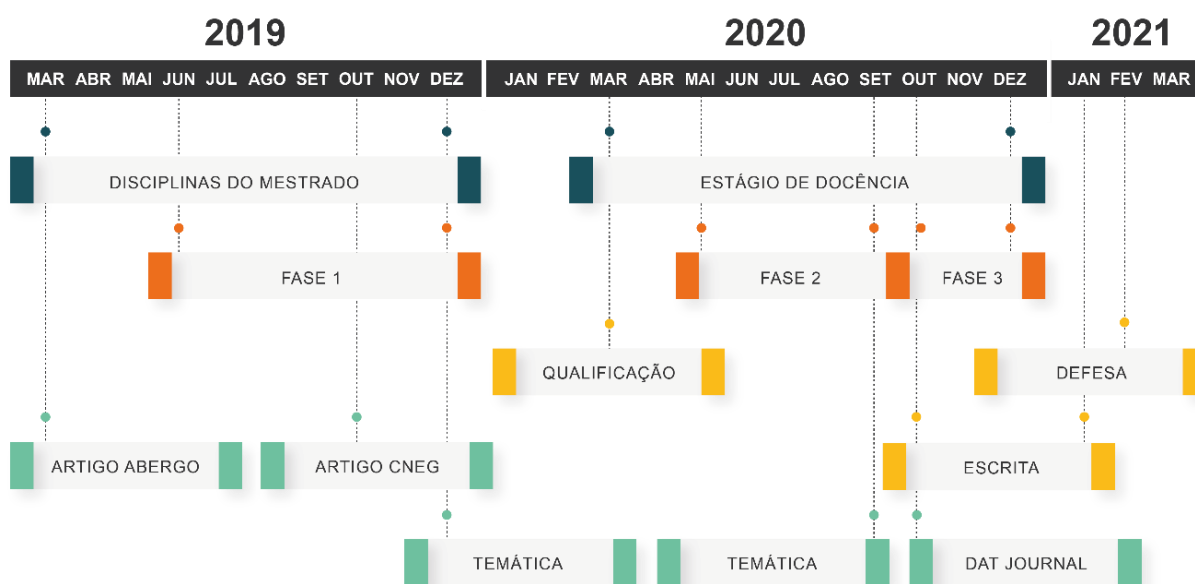 2019 2020 2021
MAR ABR MAI JUN JUL AGO SET OUT NOV DEZ JAN FEV MAR ABR MAI JUN JUL AGO SET OUT NOV DEZ JAN FEV MAR
DISCIPLINAS DO MESTRADO ESTÁGIO DE DOCÊNCIA
FASE 1 FASE 2 FASE 3
QUALIFICAÇÃO DEFESA
ARTIGO ABERGO ARTIGO CNEG ESCRITA
TEMÁTICA TEMÁTICA DAT JOURNAL